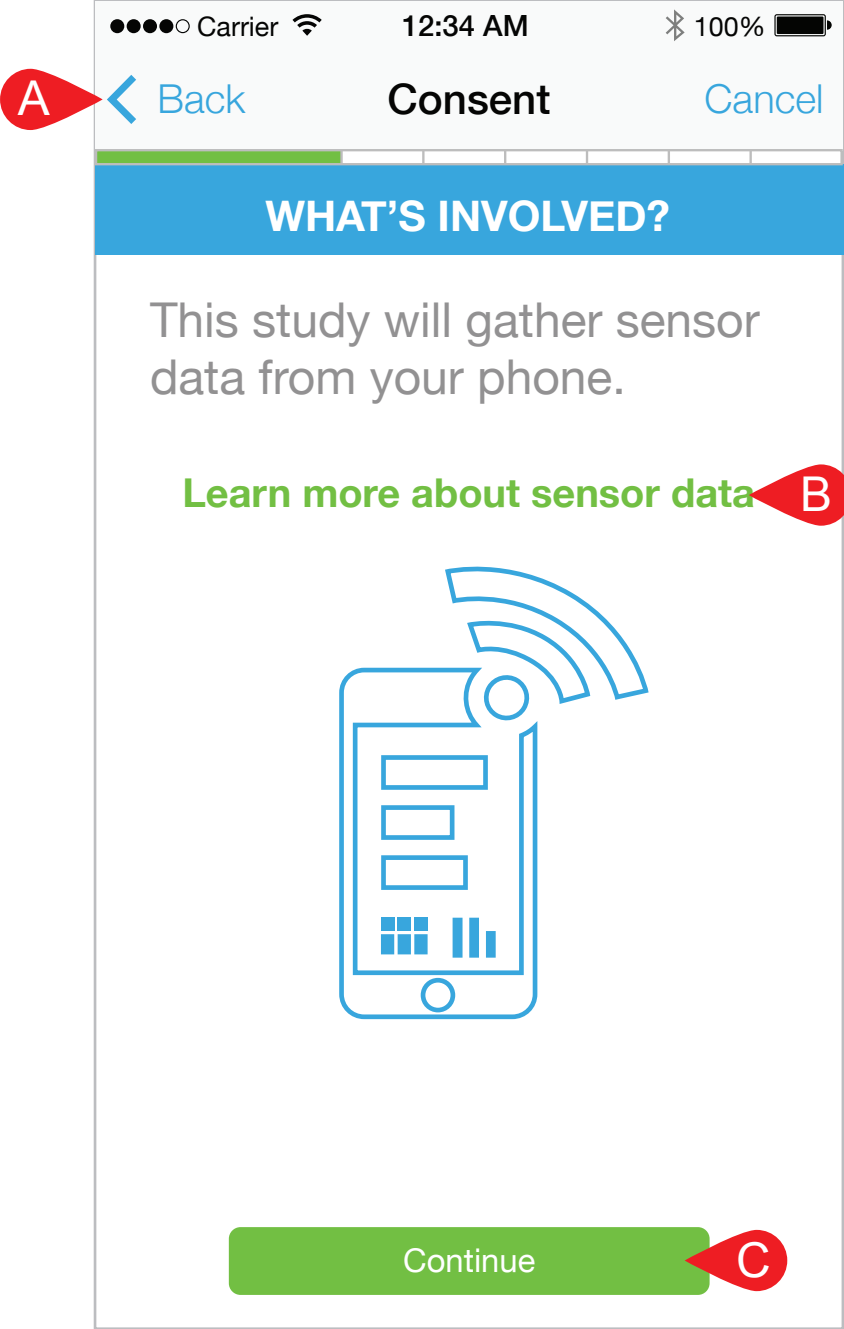 Carrier 12:34 AM 100%
A Back Consent Cancel
WHAT’S INVOLVED?
This study will gather sensor
data from your phone.
Learn more about sensor data B
Continue C